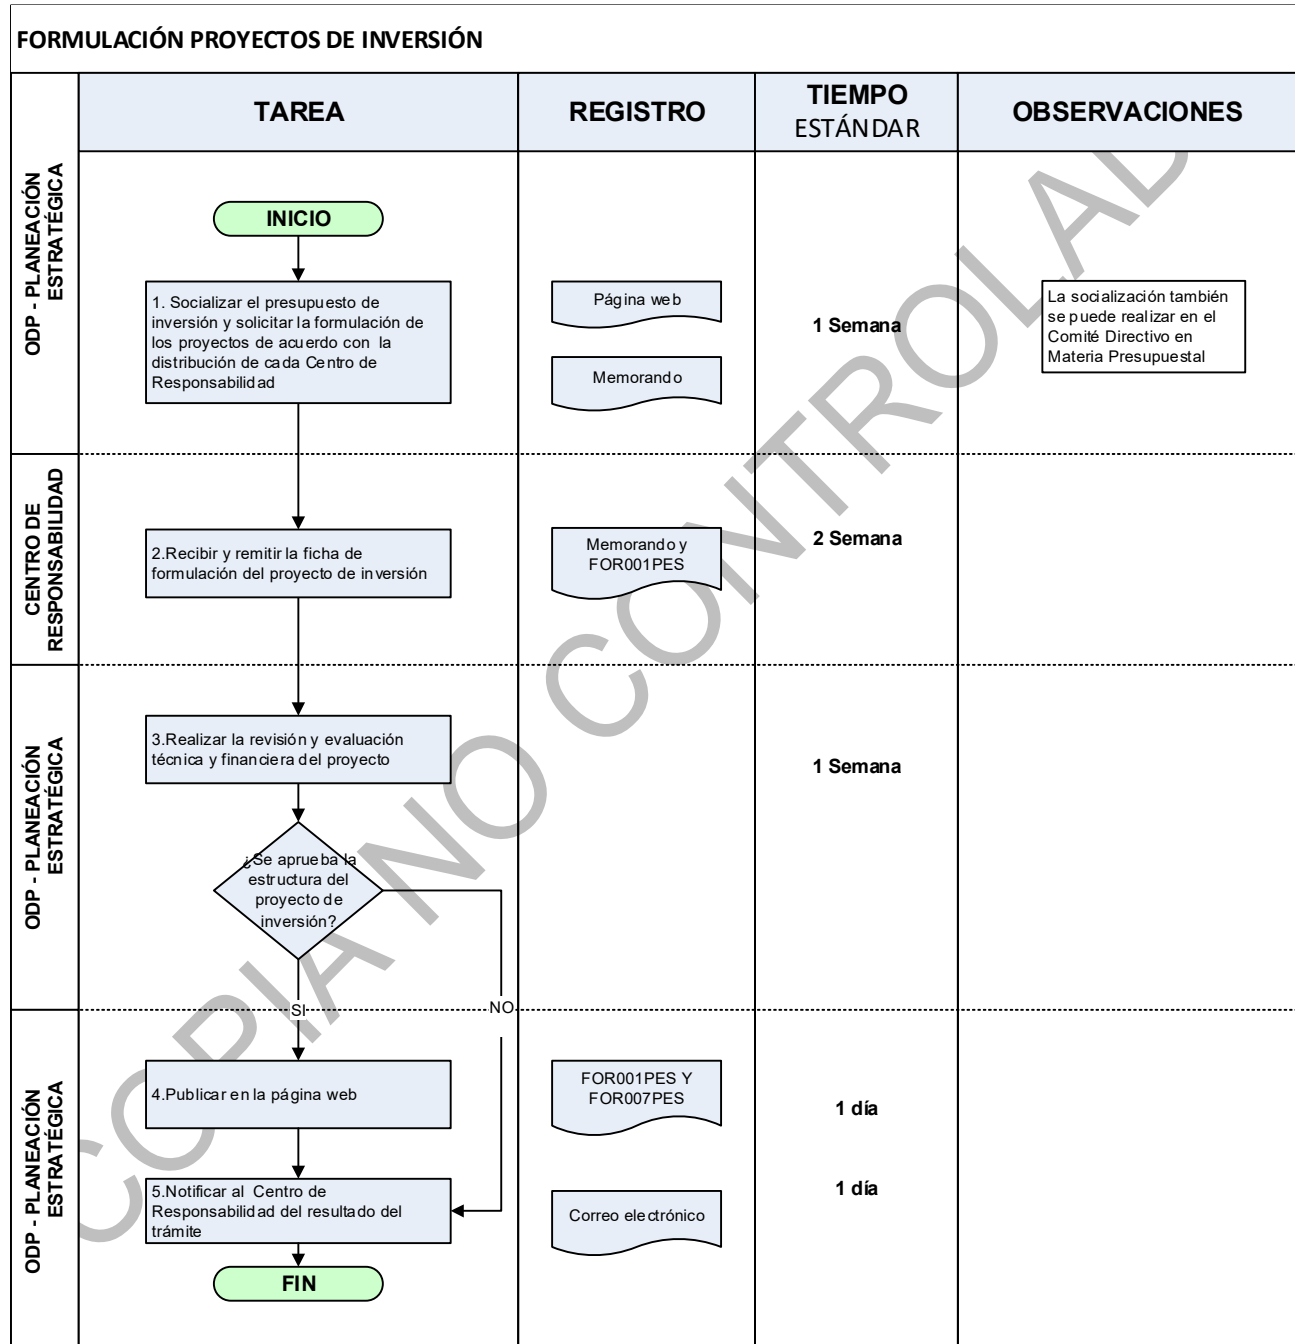 FORMULACIÓN PROYECTOS DE INVERSIÓN
TAREA
REGISTRO
TIEMPO
ESTÁNDAR
OBSERVACIONES
ODP - PLANEACIÓN
ESTRATÉGICA
INICIO
1. Socializar el presupuesto de
inversión y solicitar la formulación de
los proyectos de acuerdo con la
distribución de cada Centro de
Responsabilidad
Página web
Memorando
1 Semana
La socialización también
se puede realizar en el
Comité Directivo en
Materia Presupuestal
CENTRO DE
RESPONSABILIDAD
2.Recibir y remitir la ficha de
formulación del proyecto de inversión
Memorando y
FOR001PES
2 Semana
ODP - PLANEACIÓN
ESTRATÉGICA
3.Realizar la revisión y evaluación
técnica y financiera del proyecto
1 Semana
¿Se aprueba la
estructura del
proyecto de
inversión?
SI
NO
ODP - PLANEACIÓN
ESTRATÉGICA
4.Publicar en la página web
FOR001PES Y
FOR007PES
1 día
5.Notificar al Centro de
Responsabilidad del resultado del
trámite
Correo electrónico
1 día
FIN
COPIA NO CONTROLAD